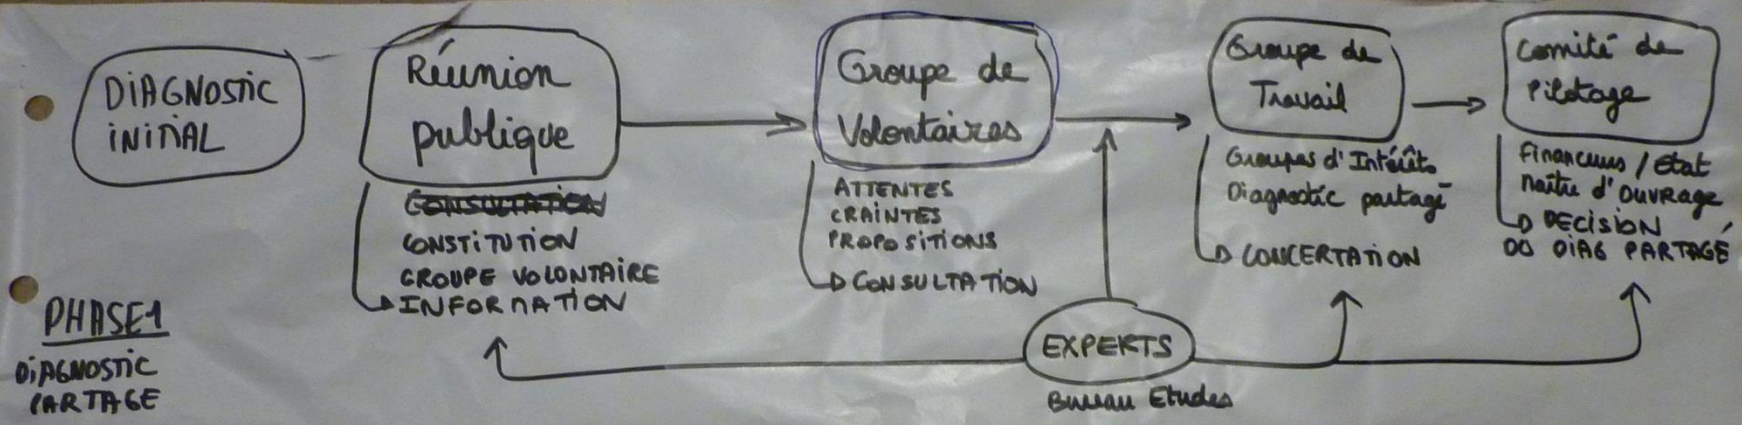 DIAGNOSTIC
INITIAL
Réunion
publique
CONSULTATION
CONSTITUTION
GROUPE VOLONTAIRE
INFORMATION
Groupe de
Volontaires
ATTENTES
CRAINTES
PROPOSITIONS
CONSULTATION
Groupe de
Travail
Groupes d'Intérêts
Diagnostic partagé
CONCERTATION
Comité de
Pilotage
Financeurs / Etat
Maître d'OUVRAGE
DECISION
DIAG PARTAGÉ
EXPERTS
Bureau Etudes
PHASE 1
DIAGNOSTIC
PARTAGE